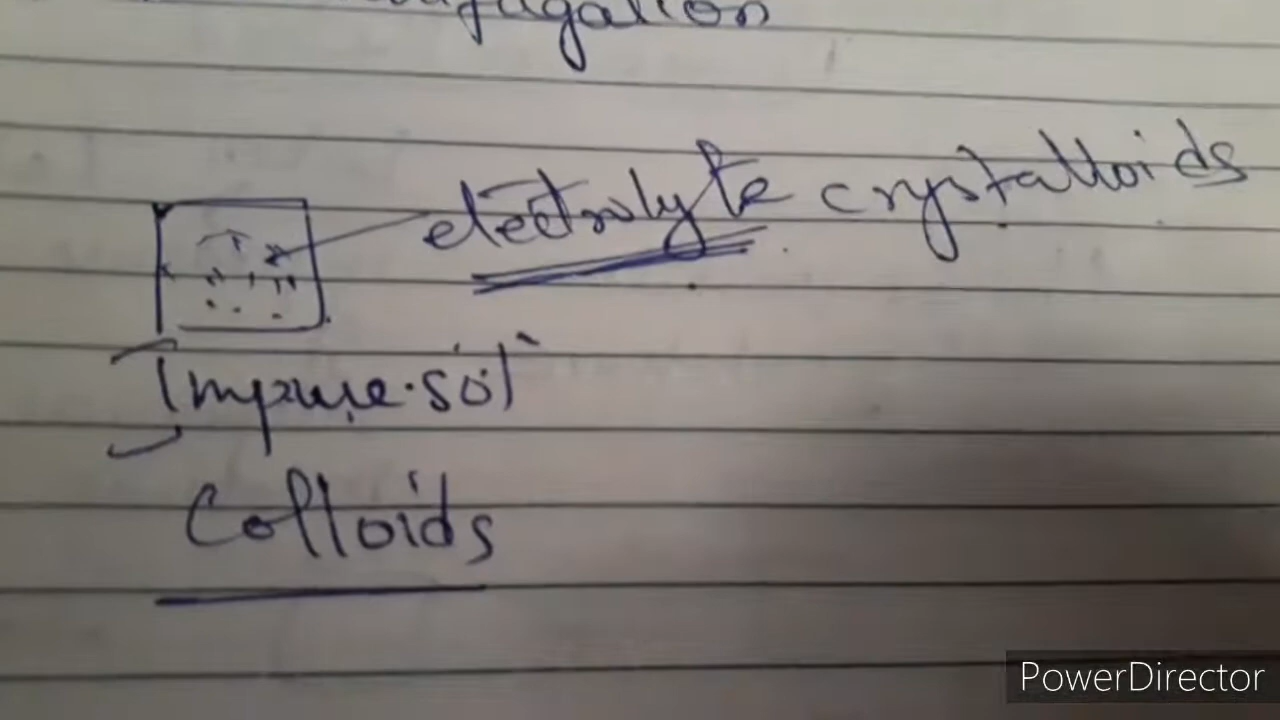 electrolyte crystalloids
Impure sol
Colloids
PowerDirector